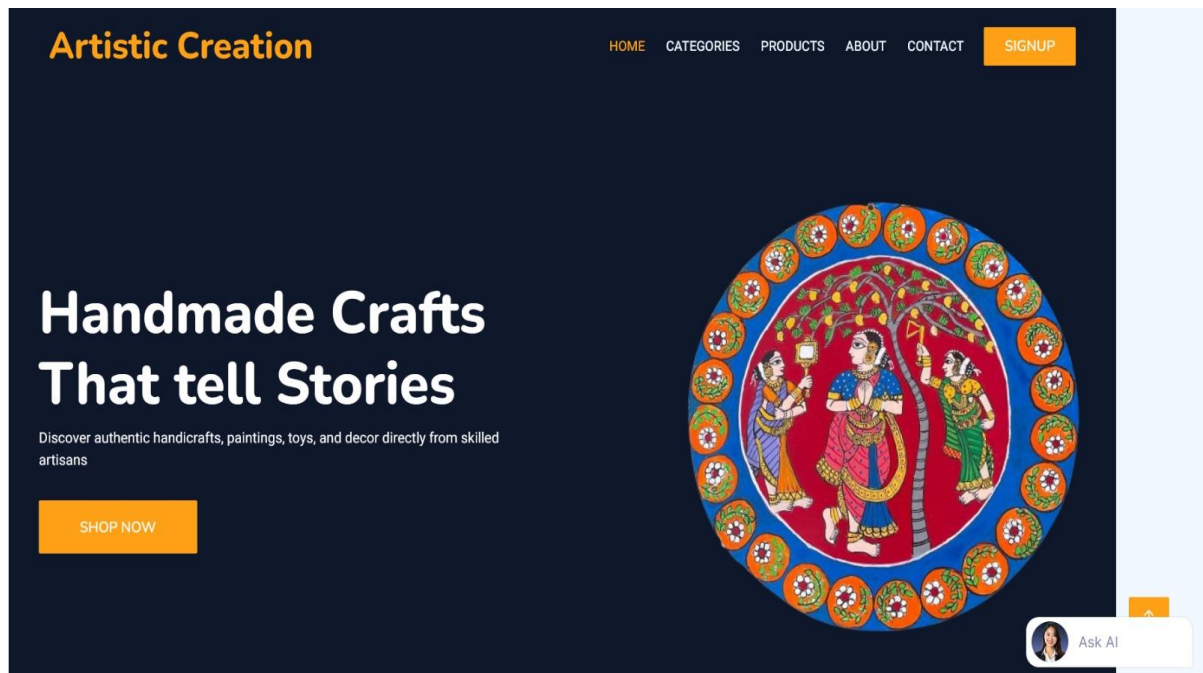 Artistic Creation
HOME CATEGORIES PRODUCTS ABOUT CONTACT SIGNUP
Handmade Crafts
That tell Stories
Discover authentic handicrafts, paintings, toys, and decor directly from skilled
artisans
SHOP NOW
Ask AI